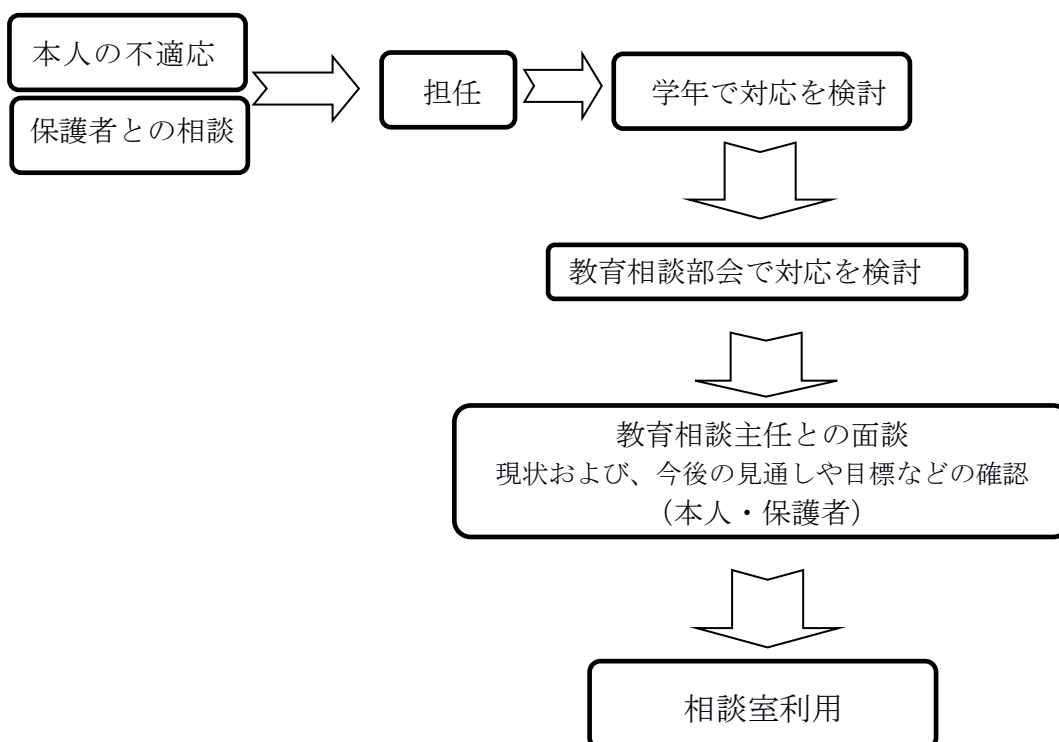 本人の不適応
保護者との相談
担任
学年で対応を検討
教育相談部会で対応を検討
教育相談主任との面談
現状および、今後の見通しや目標などの確認
（本人・保護者）
相談室利用